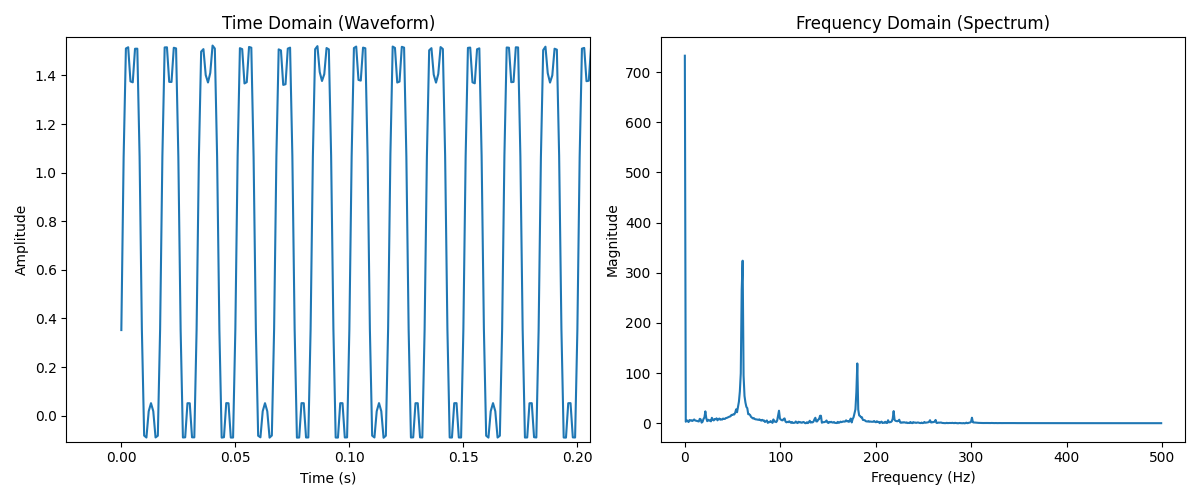 Time Domain (Waveform)
Amplitude
1.4
1.2
1.0
0.8
0.6
0.4
0.2
0.0
0.00 0.05 0.10 0.15 0.20
Time (s)
Frequency Domain (Spectrum)
Magnitude
700
600
500
400
300
200
100
0
0 100 200 300 400 500
Frequency (Hz)